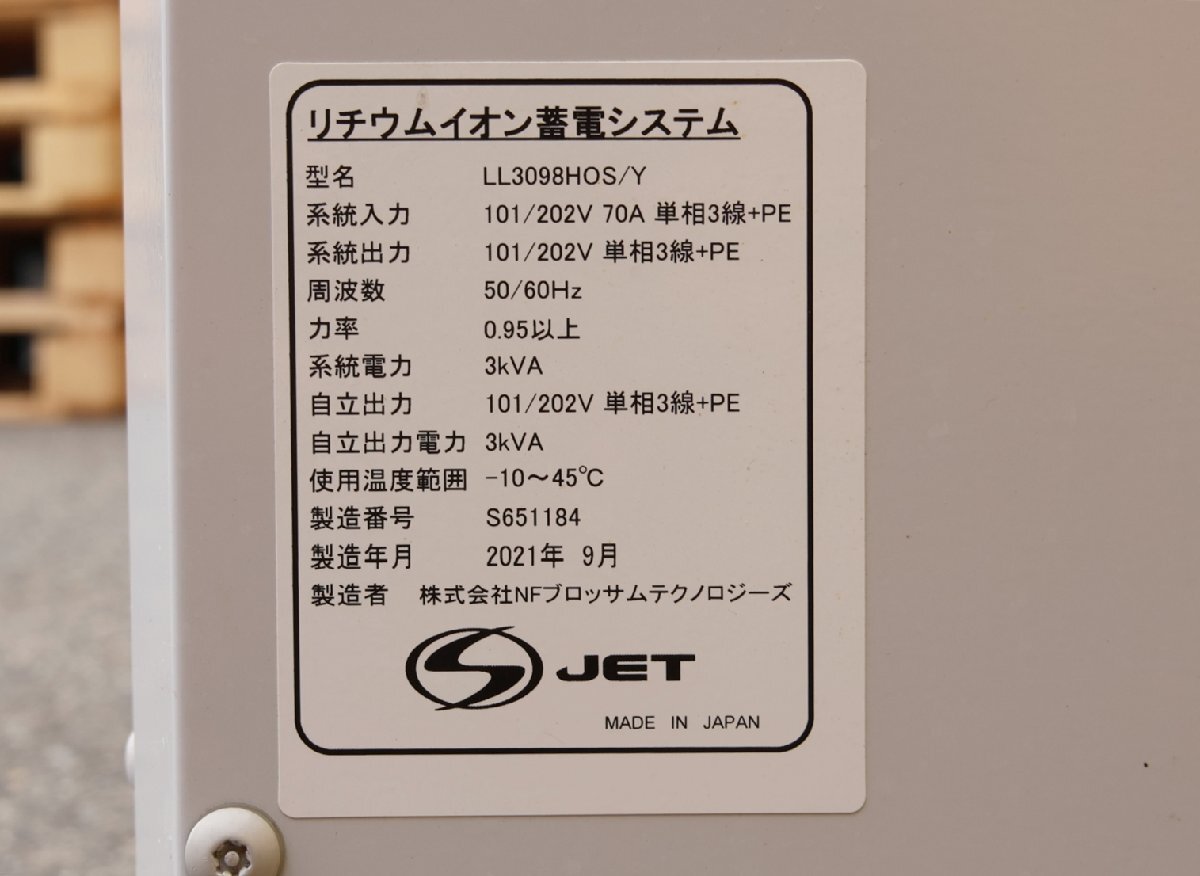 リチウムイオン蓄電システム
型名 LL3098HOS/Y
系統入力 101/202V 70A 単相3線+PE
系統出力 101/202V 単相3線+PE
周波数 50/60Hz
力率 0.95以上
系統電力 3kVA
自立出力 101/202V 単相3線+PE
自立出力電力 3kVA
使用温度範囲 -10～45℃
製造番号 S651184
製造年月 2021年 9月
製造者 株式会社NFブロッサムテクノロジーズ
JET
MADE IN JAPAN